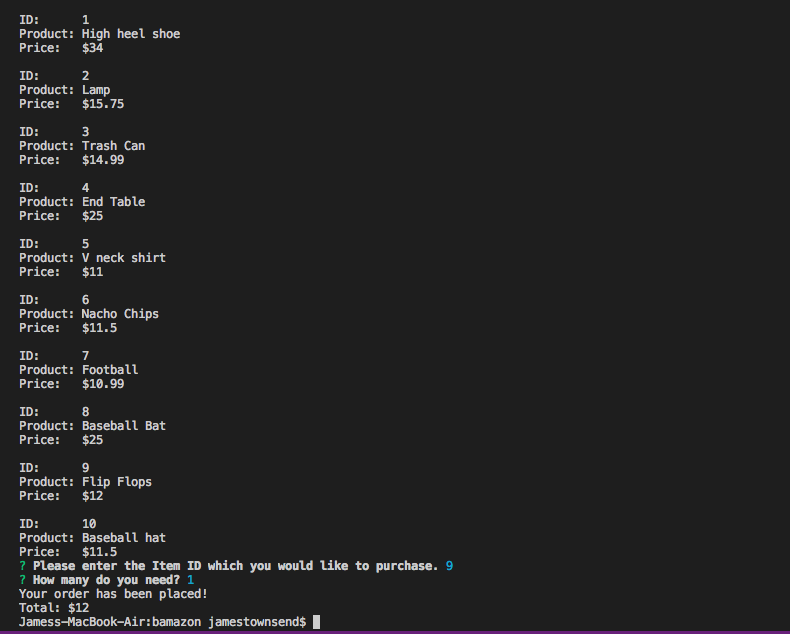 ID:      1
Product: High heel shoe
Price:   $34
ID:      2
Product: Lamp
Price:   $15.75
ID:      3
Product: Trash Can
Price:   $14.99
ID:      4
Product: End Table
Price:   $25
ID:      5
Product: V neck shirt
Price:   $11
ID:      6
Product: Nacho Chips
Price:   $11.5
ID:      7
Product: Football
Price:   $10.99
ID:      8
Product: Baseball Bat
Price:   $25
ID:      9
Product: Flip Flops
Price:   $12
ID:      10
Product: Baseball hat
Price:   $11.5
? Please enter the Item ID which you would like to purchase. 9
? How many do you need? 1
Your order has been placed!
Total: $12
Jamess-MacBook-Air:bamazon jamestownsend$